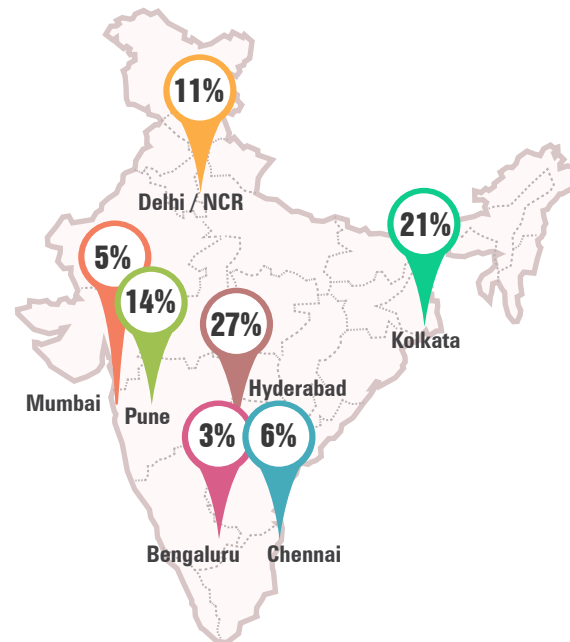 11%
Delhi / NCR
21%
Kolkata
5%
Mumbai
14%
Pune
27%
Hyderabad
3%
Bengaluru
6%
Chennai